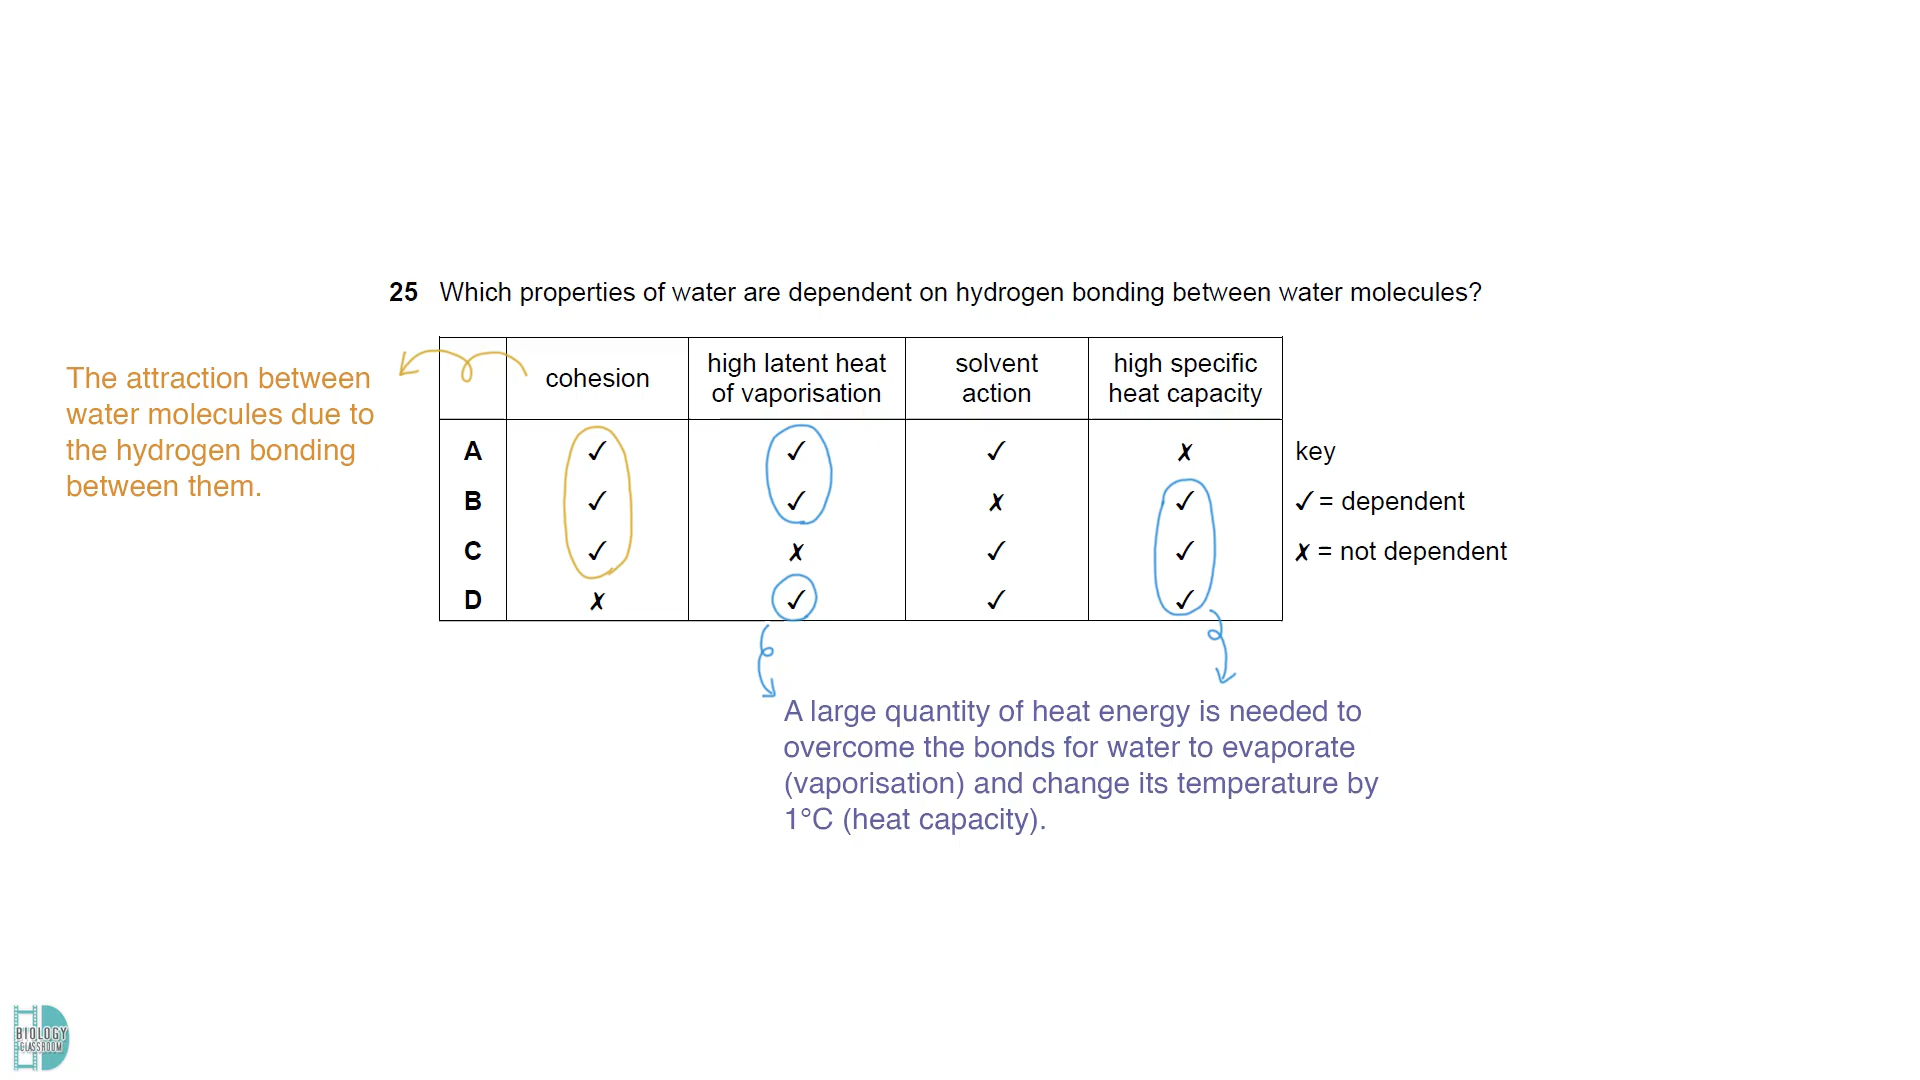 25 Which properties of water are dependent on hydrogen bonding between water molecules?
cohesion
high latent heat
of vaporisation
solvent
action
high specific
heat capacity
A ✓ ✓ ✓ ✗
B ✓ ✓ ✗ ✓
C ✓ ✗ ✓ ✓
D ✗ ✓ ✓ ✓
key
✓ = dependent
✗ = not dependent
The attraction between
water molecules due to
the hydrogen bonding
between them.
A large quantity of heat energy is needed to
overcome the bonds for water to evaporate
(vaporisation) and change its temperature by
1°C (heat capacity).
BIOLOGY
CLASSROOM